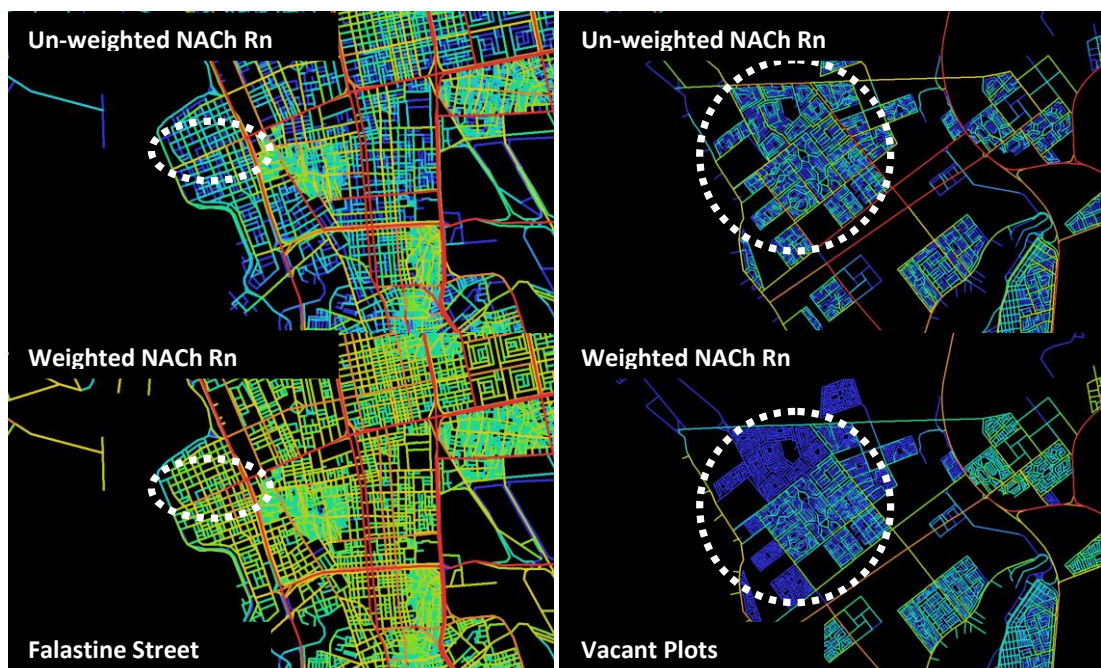 Un-weighted NACh Rn
Un-weighted NACh Rn
Weighted NACh Rn
Weighted NACh Rn
Falastine Street
Vacant Plots